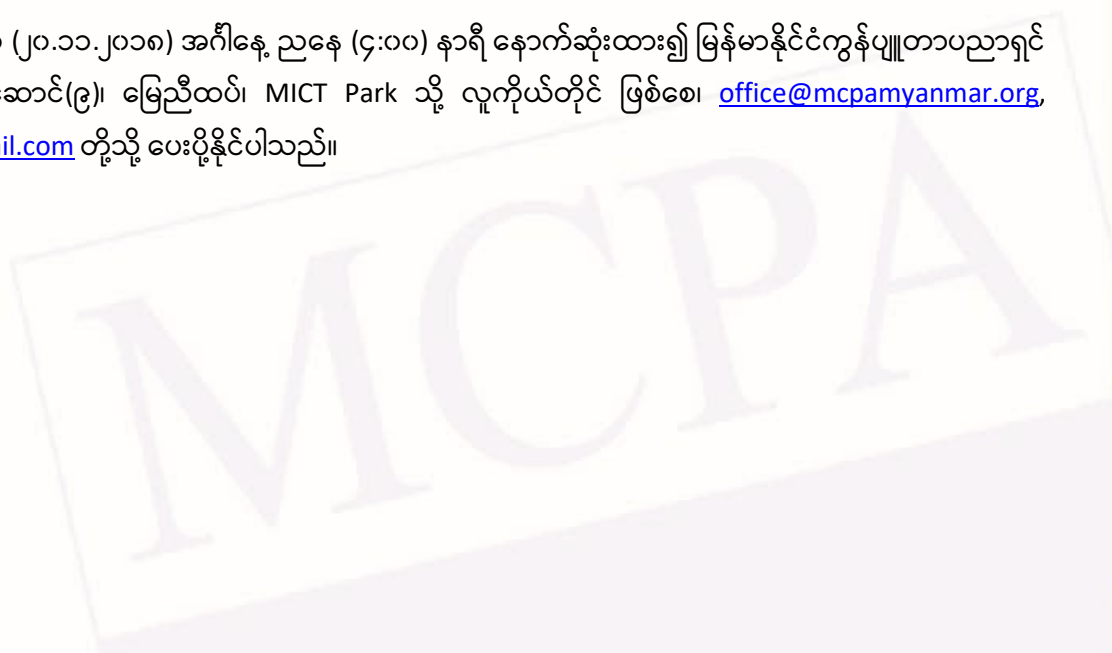 (၂၀.၁၁.၂၀၁၈) အင်္ဂါနေ့ ညနေ (၄:၀၀) နာရီ နောက်ဆုံးထား၍ မြန်မာနိုင်ငံကွန်ပျူတာပညာရှင်
ဆောင်(၉)၊ မြေညီထပ်၊ MICT Park သို့ လူကိုယ်တိုင် ဖြစ်စေ၊ office@mcpamyanmar.org,
il.com တို့သို့ ပေးပို့နိုင်ပါသည်။
MCPA